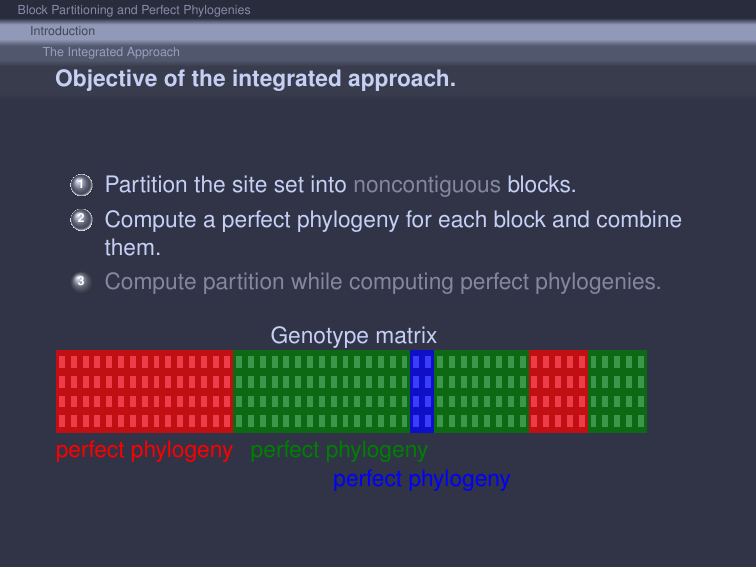 Block Partitioning and Perfect Phylogenies
Introduction
The Integrated Approach
Objective of the integrated approach.
1 Partition the site set into noncontiguous blocks.
2 Compute a perfect phylogeny for each block and combine
them.
3 Compute partition while computing perfect phylogenies.
Genotype matrix
perfect phylogeny perfect phylogeny
perfect phylogeny